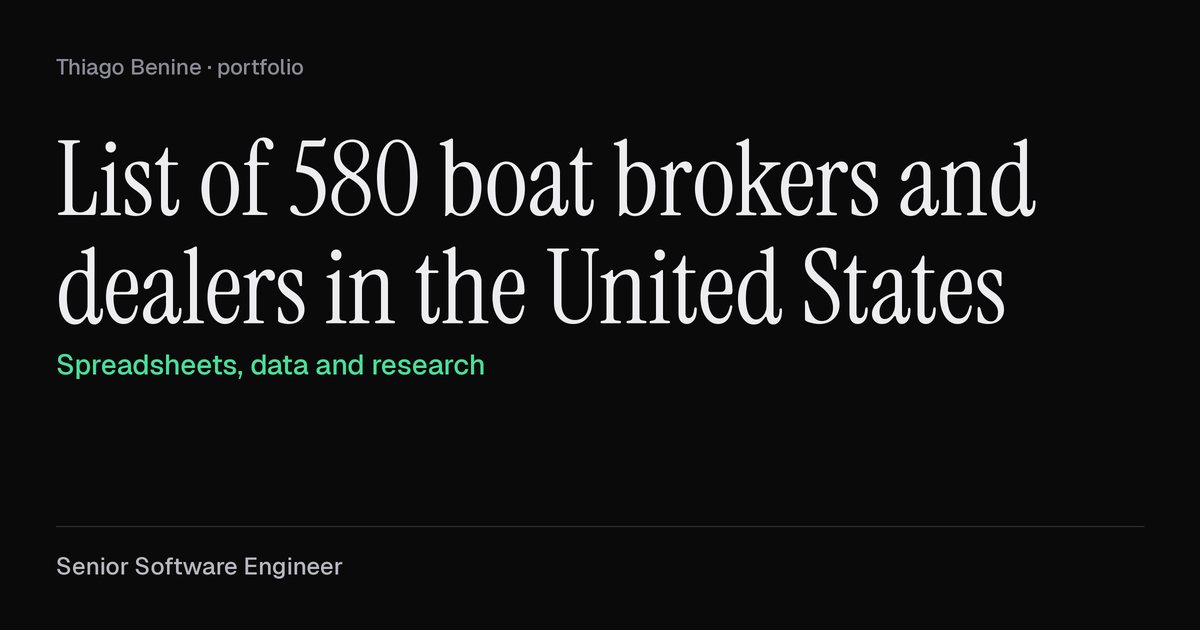 Thiago Benine · portfolio
List of 580 boat brokers and
dealers in the United States
Spreadsheets, data and research
Senior Software Engineer